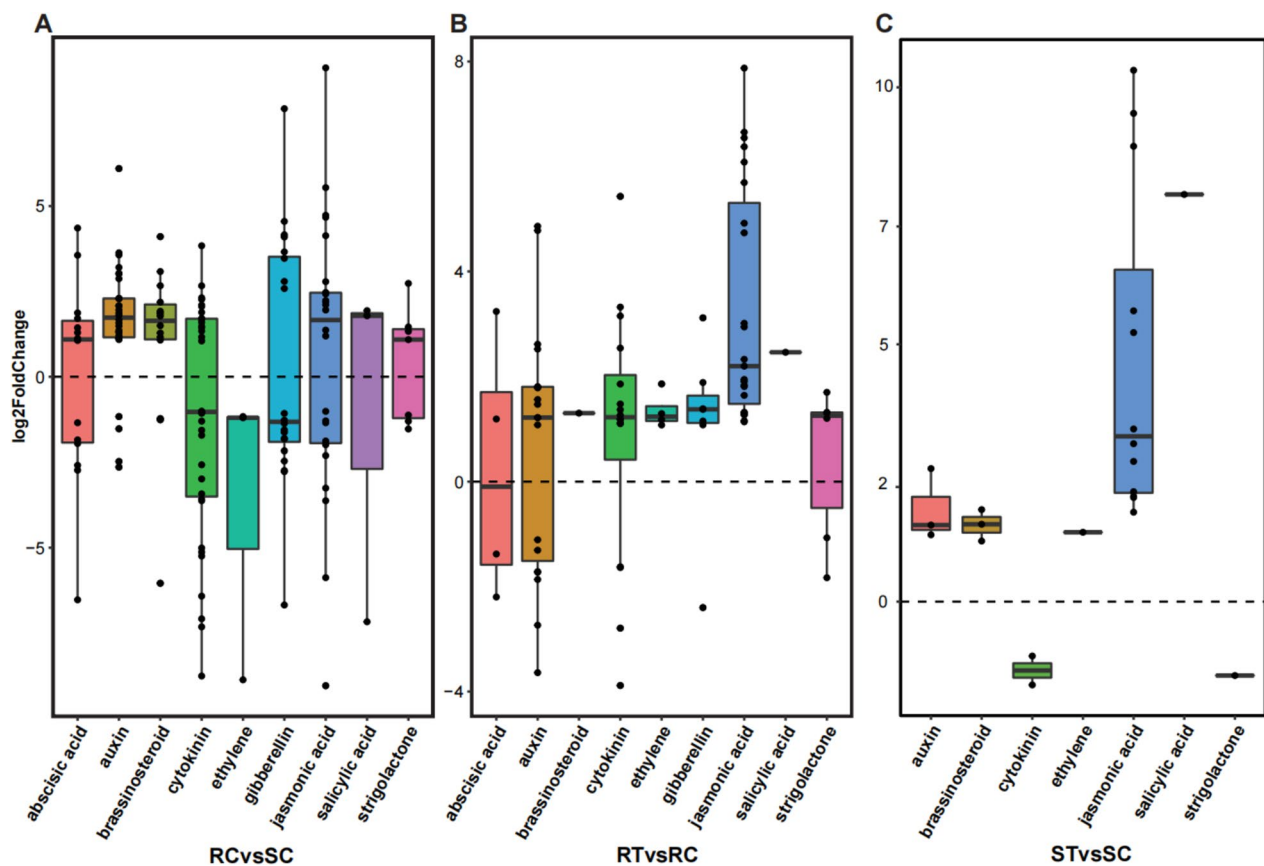 A
B
C
log2FoldChange
5
0
−5
8
4
0
−4
10
7
5
2
0
abscisic acid
auxin
brassinosteroid
cytokinin
ethylene
gibberellin
jasmonic acid
salicylic acid
strigolactone
abscisic acid
auxin
brassinosteroid
cytokinin
ethylene
gibberellin
jasmonic acid
salicylic acid
strigolactone
auxin
brassinosteroid
cytokinin
ethylene
jasmonic acid
salicylic acid
strigolactone
RCvsSC
RTvsRC
STvsSC